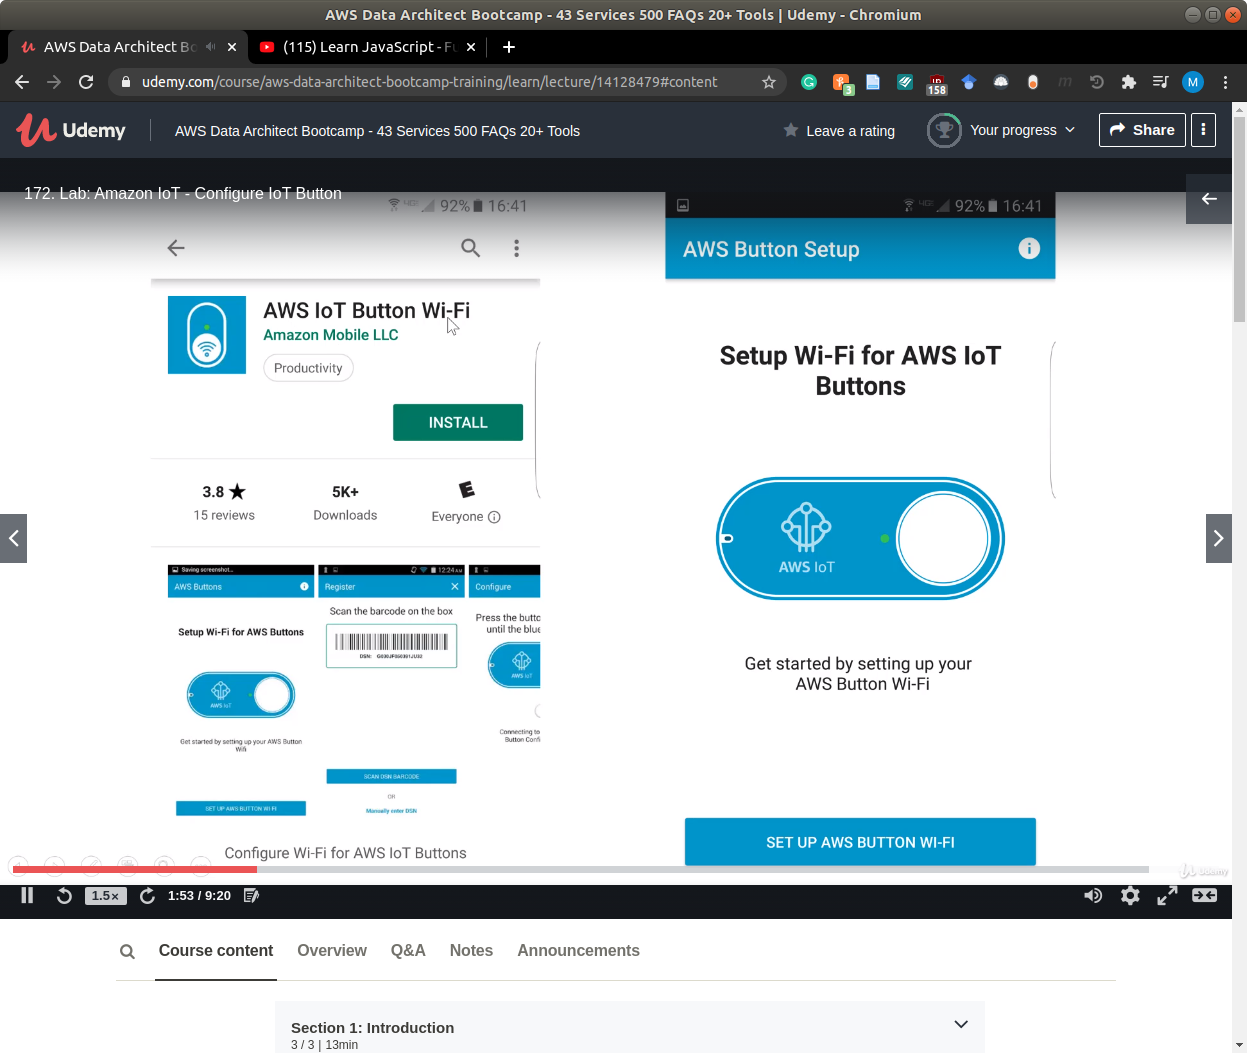 AWS Data Architect Bootcamp - 43 Services 500 FAQs 20+ Tools | Udemy - Chromium
AWS Data Architect Bo
(115) Learn JavaScript - Fu
udemy.com/course/aws-data-architect-bootcamp-training/learn/lecture/14128479#content
3
158
m
M
Udemy
AWS Data Architect Bootcamp - 43 Services 500 FAQs 20+ Tools
Leave a rating
Your progress
Share
172. Lab: Amazon IoT - Configure IoT Button
92% 16:41
92% 16:41
AWS Button Setup
AWS IoT Button Wi-Fi
Amazon Mobile LLC
Productivity
INSTALL
3.8 ★
15 reviews
5K+
Downloads
Everyone
Setup Wi-Fi for AWS IoT
Buttons
AWS IoT
Get started by setting up your
AWS Button Wi-Fi
SET UP AWS BUTTON WI-FI
Saving screenshot...
AWS Buttons
Setup Wi-Fi for AWS Buttons
AWS IoT
Get started by setting up your AWS Button
Wifi
SET UP AWS BUTTON WI-FI
12:24 AM
Register
Scan the barcode on the box
SCAN DSN BARCODE
OR
Manually enter DSN
Configure
Press the butto
until the blue
AWS IoT
Connecting to
Button Confi
Configure Wi-Fi for AWS IoT Buttons
Udemy
1.5×
1:53 / 9:20
Course content
Overview
Q&A
Notes
Announcements
Section 1: Introduction
3 / 3 | 13min